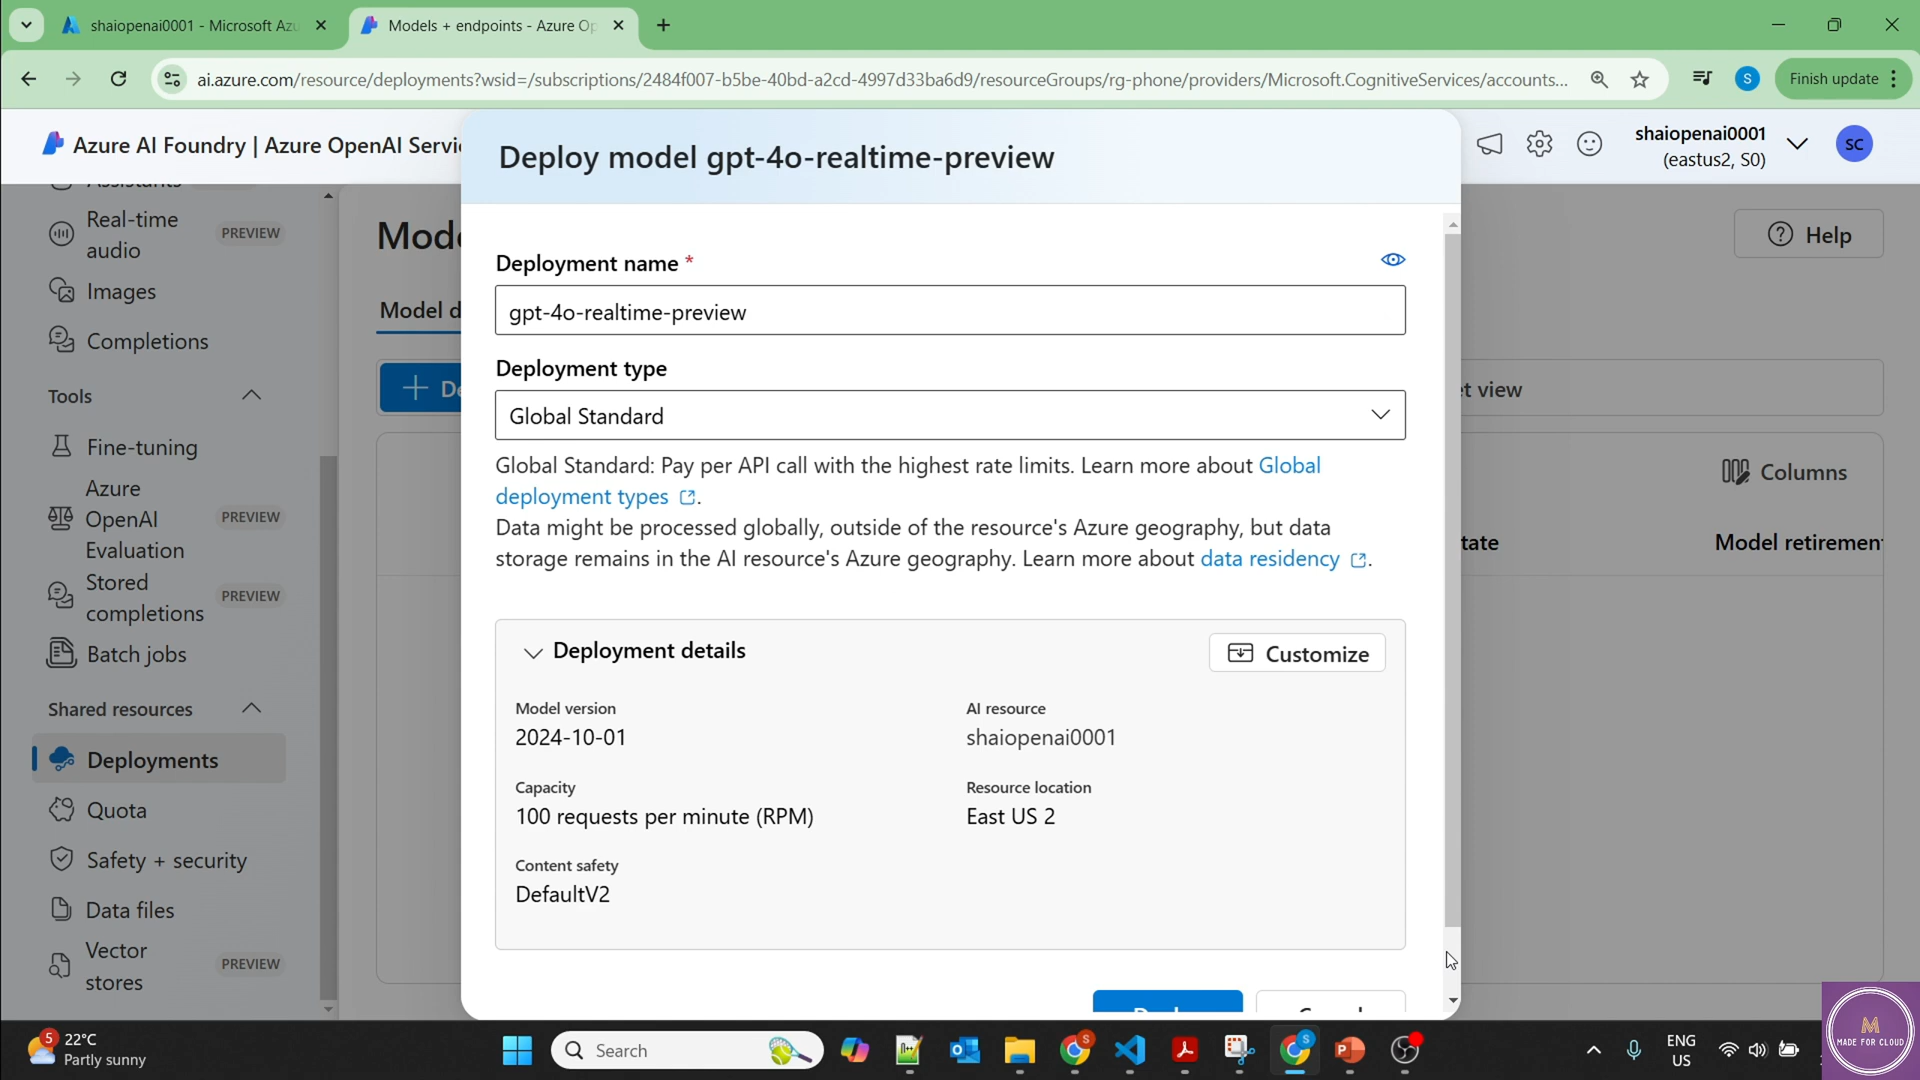 shaiopenai0001 - Microsoft Azu
Models + endpoints - Azure Op
ai.azure.com/resource/deployments?wsid=/subscriptions/2484f007-b5be-40bd-a2cd-4997d33ba6d9/resourceGroups/rg-phone/providers/Microsoft.CognitiveServices/accounts...
S
Finish update
Azure AI Foundry | Azure OpenAI Servi
shaiopenai0001
(eastus2, S0)
SC
Assistants
Real-time
audio
PREVIEW
Images
Completions
Tools
Fine-tuning
Azure
OpenAI
Evaluation
PREVIEW
Stored
completions
PREVIEW
Batch jobs
Shared resources
Deployments
Quota
Safety + security
Data files
Vector
stores
PREVIEW
Mode
Model d
De
Deploy model gpt-4o-realtime-preview
Deployment name *
gpt-4o-realtime-preview
Deployment type
Global Standard
Global Standard: Pay per API call with the highest rate limits. Learn more about Global
deployment types .
Data might be processed globally, outside of the resource's Azure geography, but data
storage remains in the AI resource's Azure geography. Learn more about data residency .
Deployment details
Customize
Model version
2024-10-01
AI resource
shaiopenai0001
Capacity
100 requests per minute (RPM)
Resource location
East US 2
Content safety
DefaultV2
Help
t view
Columns
tate
Model retiremen
5
22°C
Partly sunny
Search
S
S
ENG
US
M
MADE FOR CLOUD